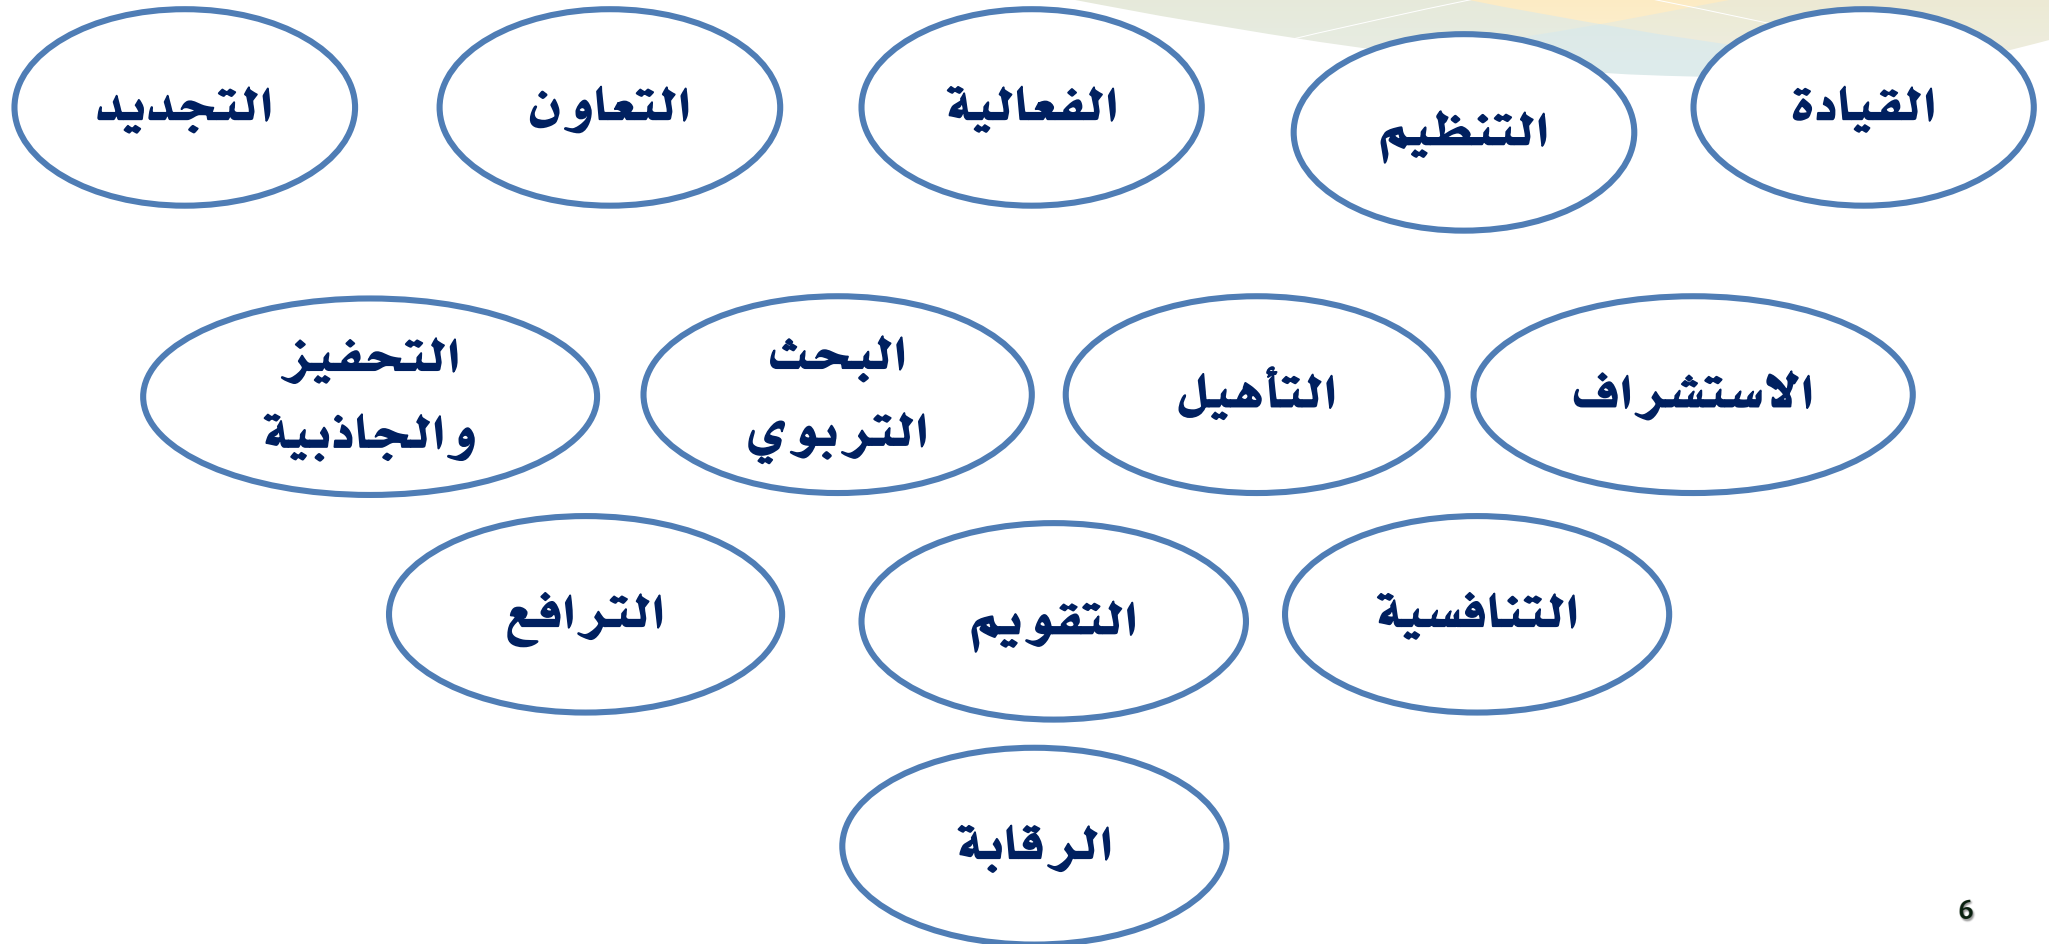 القيادة
التنظيم
الفعالية
التعاون
التجديد
الاستشراف
التأهيل
البحث
التربوي
التحفيز
والجاذبية
التنافسية
التقويم
الترافع
الرقابة
6